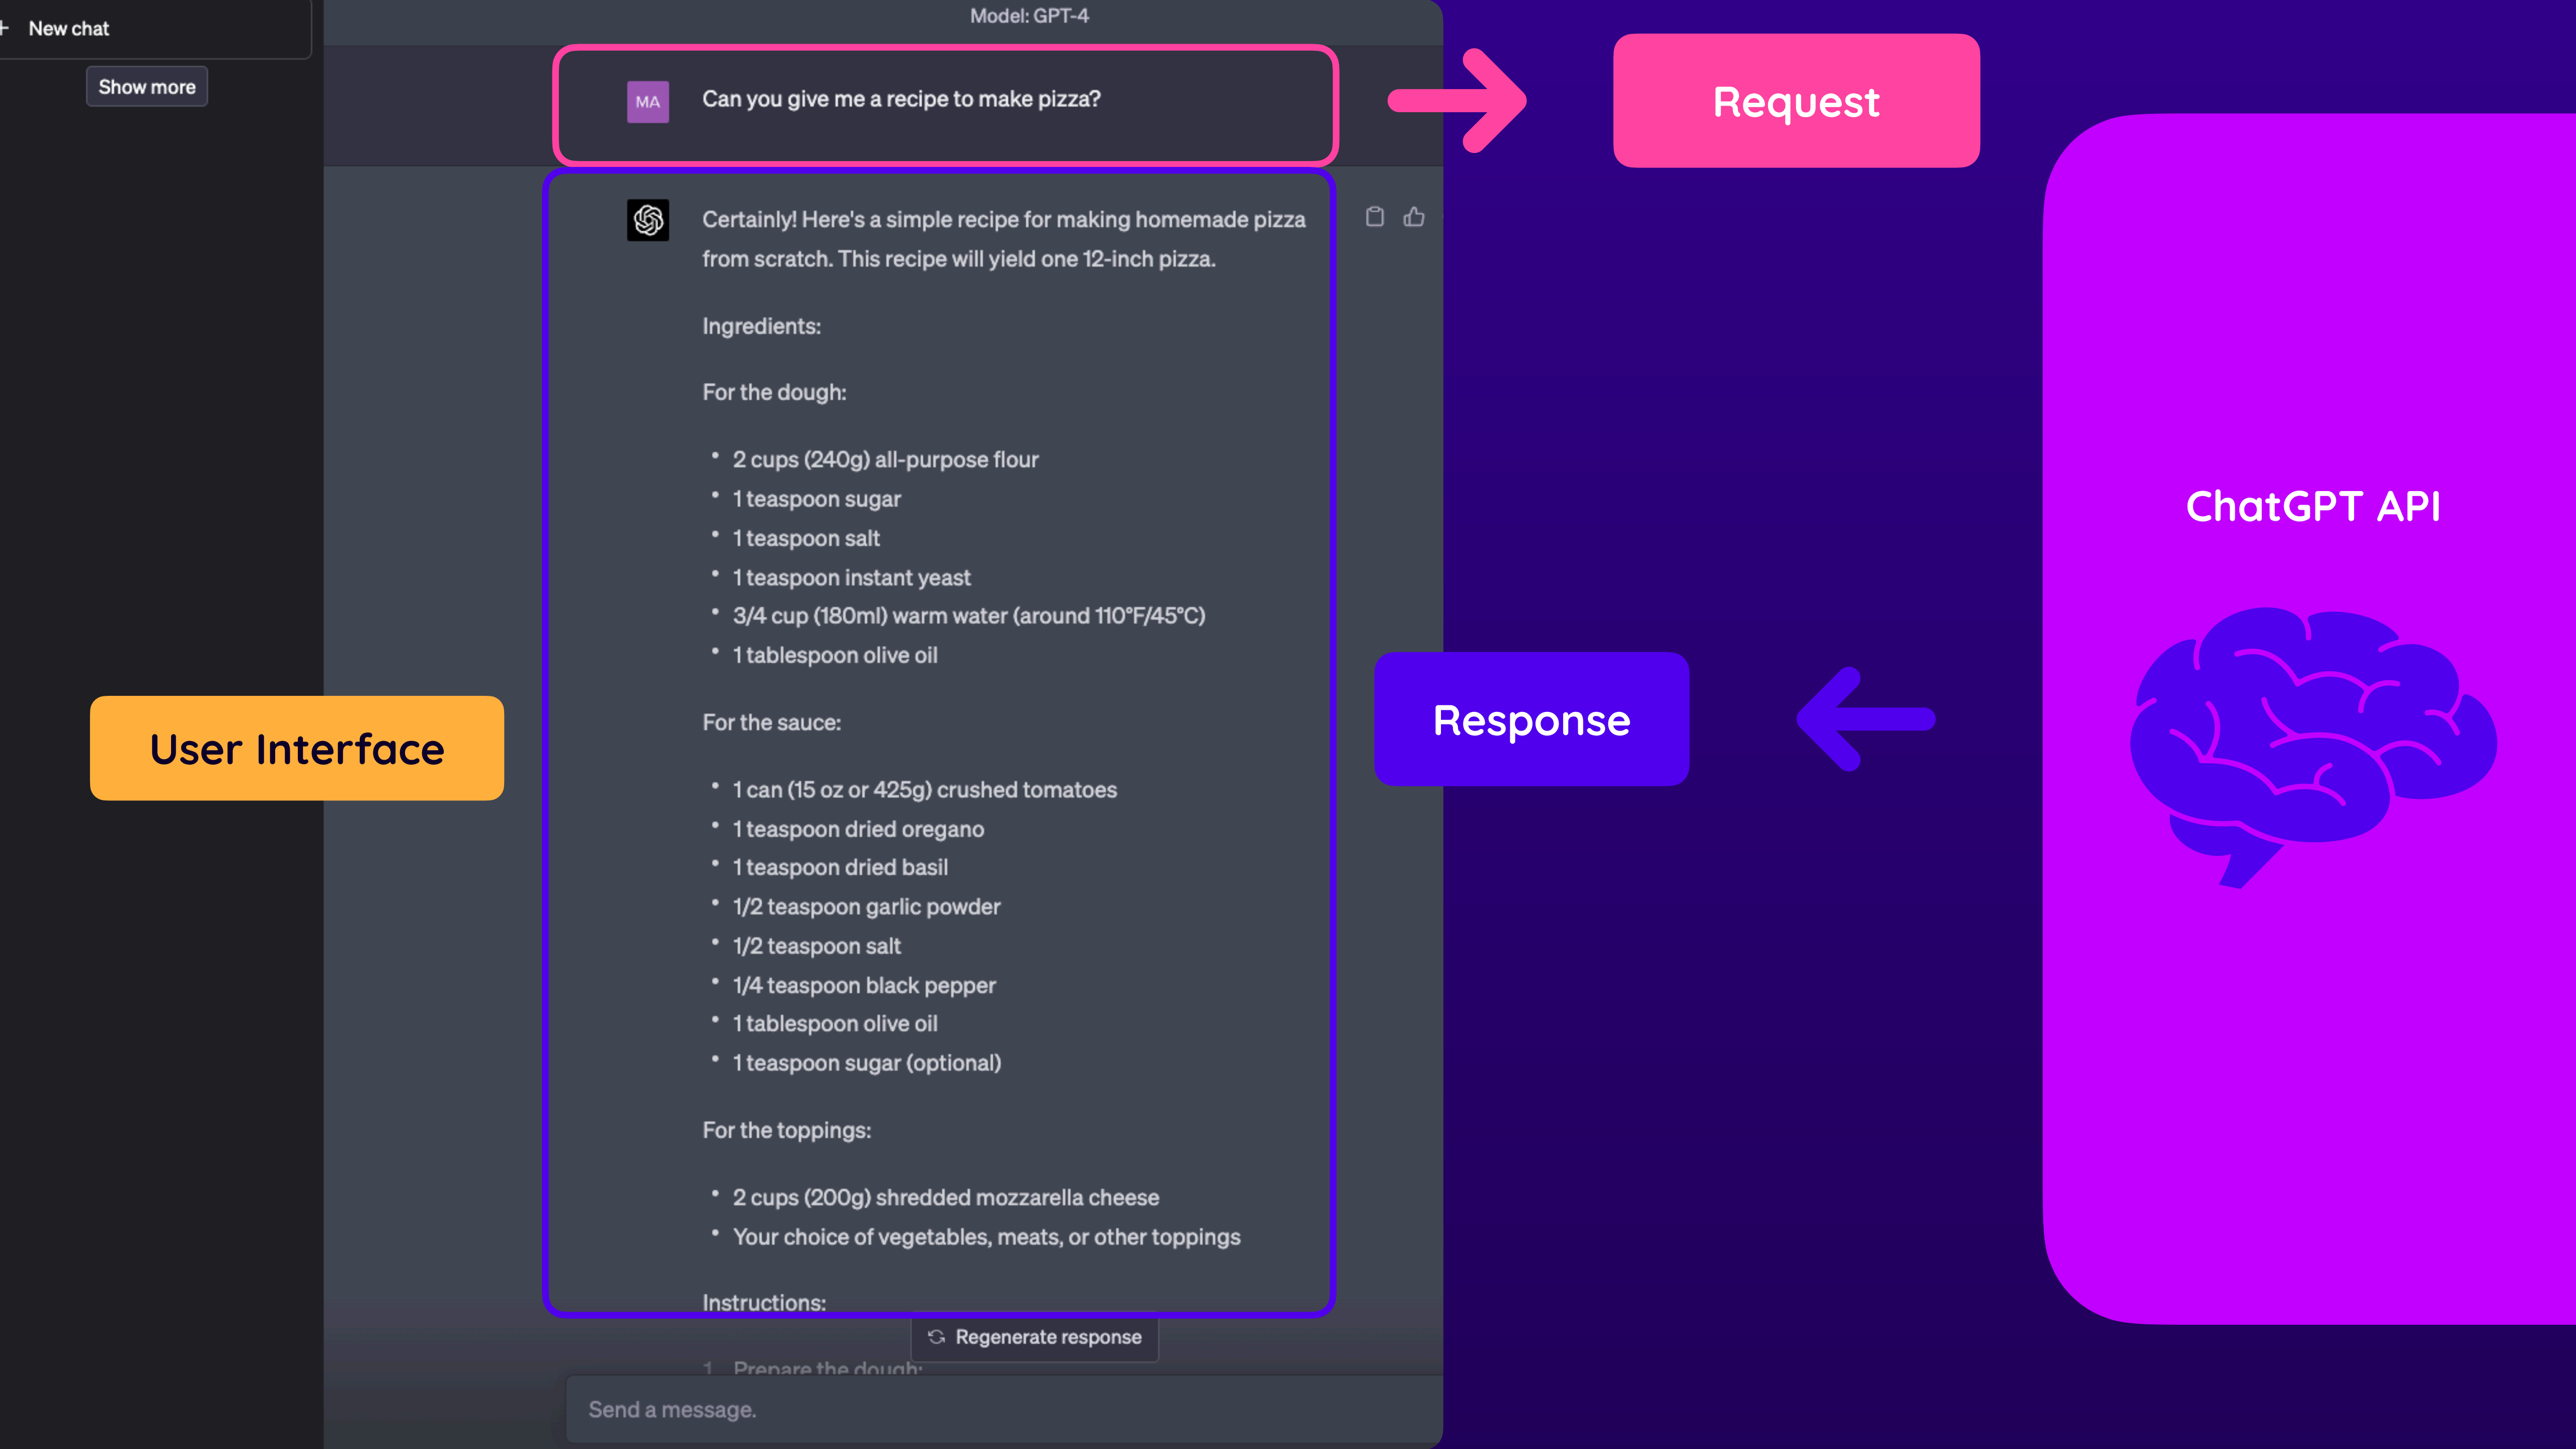 New chat
Show more
Model: GPT-4
MA
Can you give me a recipe to make pizza?
Request
Certainly! Here's a simple recipe for making homemade pizza
from scratch. This recipe will yield one 12-inch pizza.
Ingredients:
For the dough:
• 2 cups (240g) all-purpose flour
• 1 teaspoon sugar
• 1 teaspoon salt
• 1 teaspoon instant yeast
• 3/4 cup (180ml) warm water (around 110°F/45°C)
• 1 tablespoon olive oil
For the sauce:
• 1 can (15 oz or 425g) crushed tomatoes
• 1 teaspoon dried oregano
• 1 teaspoon dried basil
• 1/2 teaspoon garlic powder
• 1/2 teaspoon salt
• 1/4 teaspoon black pepper
• 1 tablespoon olive oil
• 1 teaspoon sugar (optional)
For the toppings:
• 2 cups (200g) shredded mozzarella cheese
• Your choice of vegetables, meats, or other toppings
Instructions:
Regenerate response
1 Prepare the dough:
Send a message.
User Interface
Response
ChatGPT API